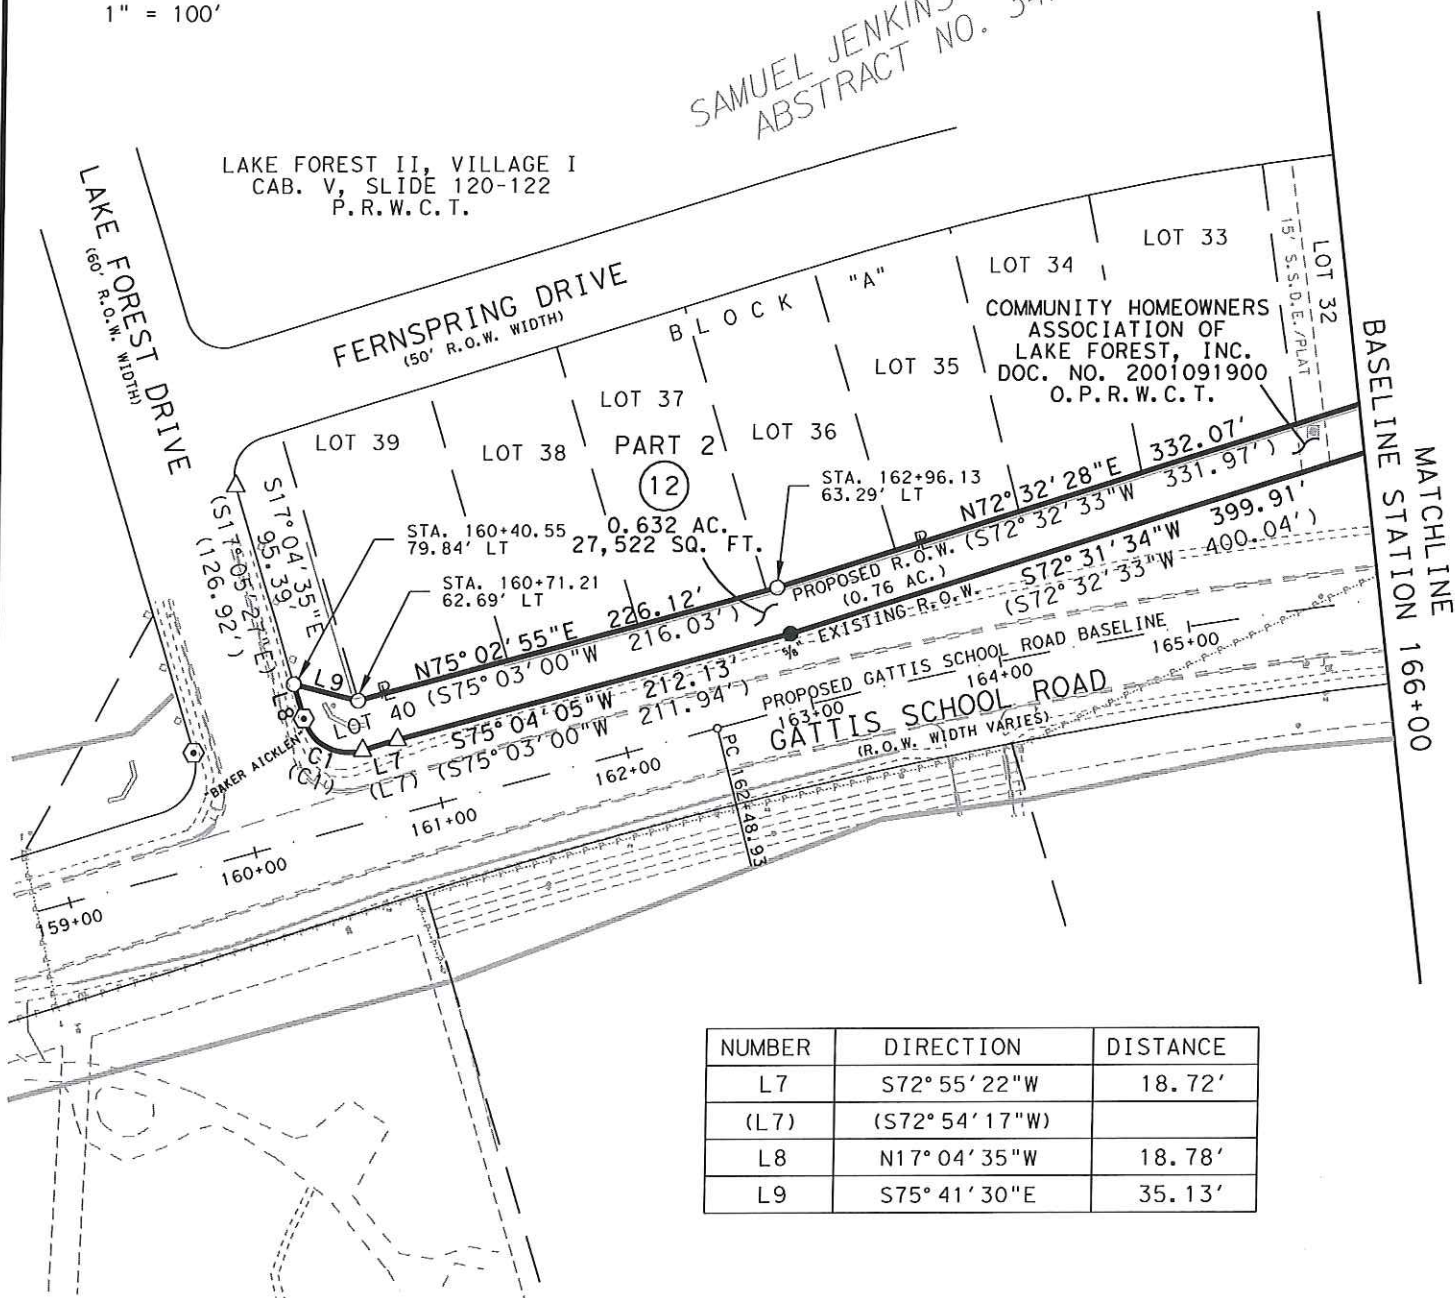 1" = 100'
SAMUEL JENKINS
ABSTRACT NO.
LAKE FOREST II, VILLAGE I
CAB. V, SLIDE 120-122
P.R.W.C.T.
LAKE FOREST DRIVE
(60' R.O.W. WIDTH)
FERNSPRING DRIVE
(50' R.O.W. WIDTH)
BLOCK "A"
LOT 33
LOT 34
LOT 32
15' S.S.D.E./PLAT
COMMUNITY HOMEOWNERS
ASSOCIATION OF
LAKE FOREST, INC.
DOC. NO. 2001091900
O.P.R.W.C.T.
LOT 35
LOT 36
LOT 37
LOT 38
LOT 39
PART 2
12
0.632 AC.
27,522 SQ. FT.
STA. 162+96.13
63.29' LT
STA. 160+40.55
79.84' LT
STA. 160+71.21
62.69' LT
S17°04'35"E
95.39'
(S17°05'27"E)
(126.92')
N72°32'28"E 332.07'
(S72°32'33"W 331.97')
PROPOSED R.O.W.
(0.76 AC.)
S72°31'34"W 399.91'
(S72°32'33"W 400.04')
EXISTING R.O.W.
5/8"
N75°02'55"E 226.12'
(S75°03'00"W 216.03')
S75°04'05"W 212.13'
(S75°03'00"W 211.94')
L9
L8
LOT 40
C1
(C1)
L7
(L7)
"BAKER AICKLEN"
PROPOSED GATTIS SCHOOL ROAD BASELINE
GATTIS SCHOOL ROAD
(R.O.W. WIDTH VARIES)
159+00
160+00
161+00
162+00
163+00
164+00
165+00
PC 162+48.93
MATCHLINE
BASELINE STATION 166+00
NUMBER DIRECTION DISTANCE
L7 S72°55'22"W 18.72'
(L7) (S72°54'17"W)
L8 N17°04'35"W 18.78'
L9 S75°41'30"E 35.13'